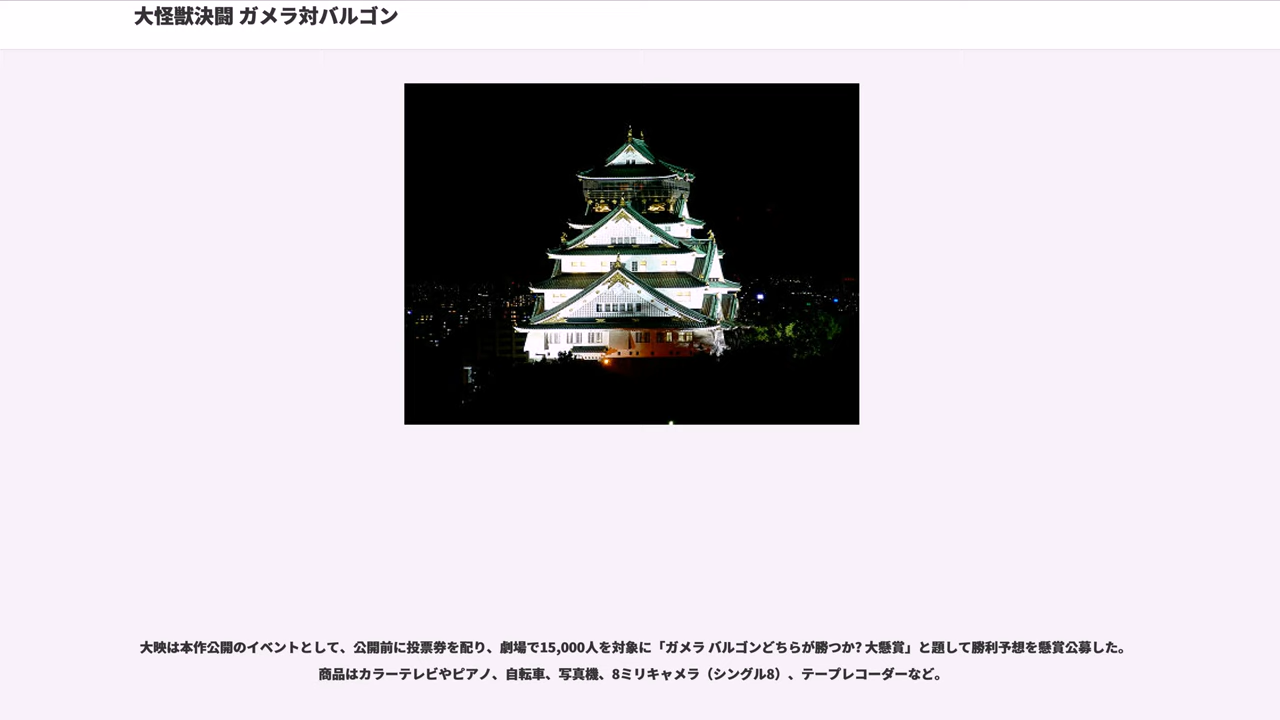 大怪獣決闘 ガメラ対バルゴン
大映は本作公開のイベントとして、公開前に投票券を配り、劇場で15,000人を対象に「ガメラ バルゴンどちらが勝つか? 大懸賞」と題して勝利予想を懸賞公募した。
商品はカラーテレビやピアノ、自転車、写真機、8ミリキャメラ（シングル8）、テープレコーダーなど。